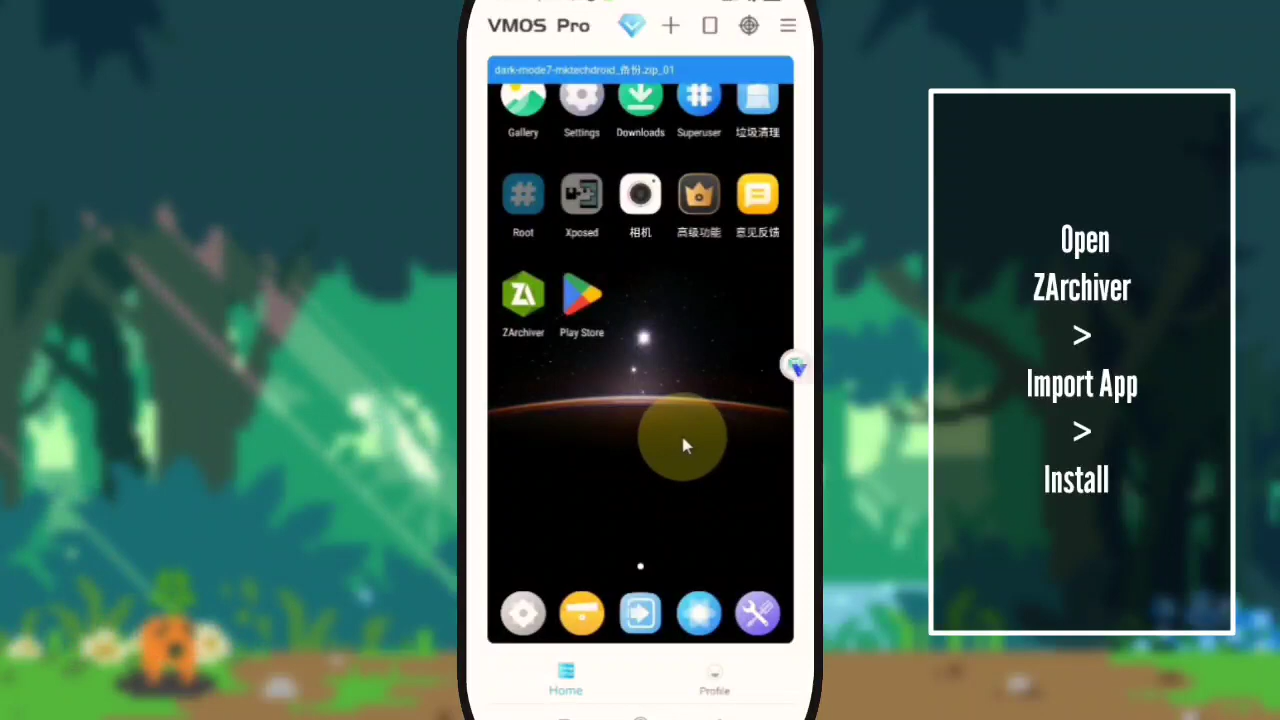 VMOS Pro
dark-mode7-mktechdroid_备份.zip_01
Gallery Settings Downloads Superuser 垃圾清理
Root Xposed 相机 高级功能 意见反馈
ZArchiver Play Store
Home Profile
Open
ZArchiver
>
Import App
>
Install